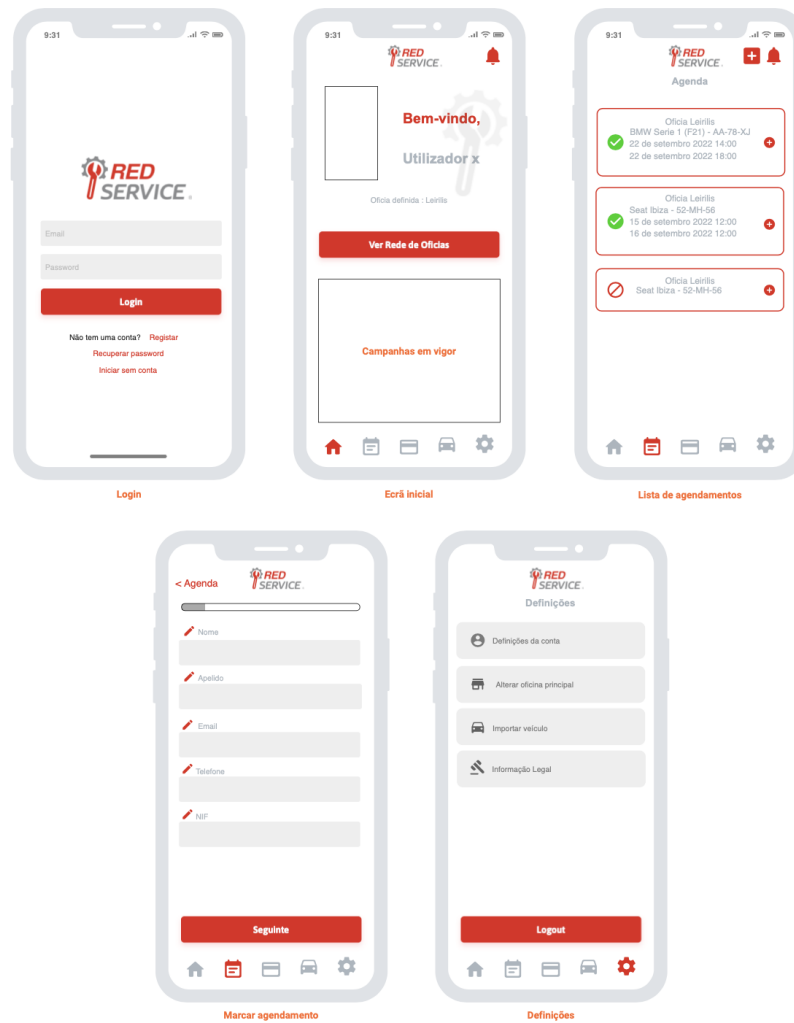 9:31
RED
SERVICE.
Email
Password
Login
Não tem uma conta? Registar
Recuperar password
Iniciar sem conta
Login
9:31
RED
SERVICE.
Bem-vindo,
Utilizador x
Oficia definida : Leirilis
Ver Rede de Oficias
Campanhas em vigor
Ecrã inicial
9:31
RED
SERVICE.
Agenda
Oficia Leirilis
BMW Serie 1 (F21) - AA-78-XJ
22 de setembro 2022 14:00
22 de setembro 2022 18:00
Oficia Leirilis
Seat Ibiza - 52-MH-56
15 de setembro 2022 12:00
16 de setembro 2022 12:00
Oficia Leirilis
Seat Ibiza - 52-MH-56
Lista de agendamentos
< Agenda
RED
SERVICE.
Nome
Apelido
Email
Telefone
NIF
Seguinte
Marcar agendamento
RED
SERVICE.
Definições
Definições da conta
Alterar oficina principal
Importar veículo
Informação Legal
Logout
Definições